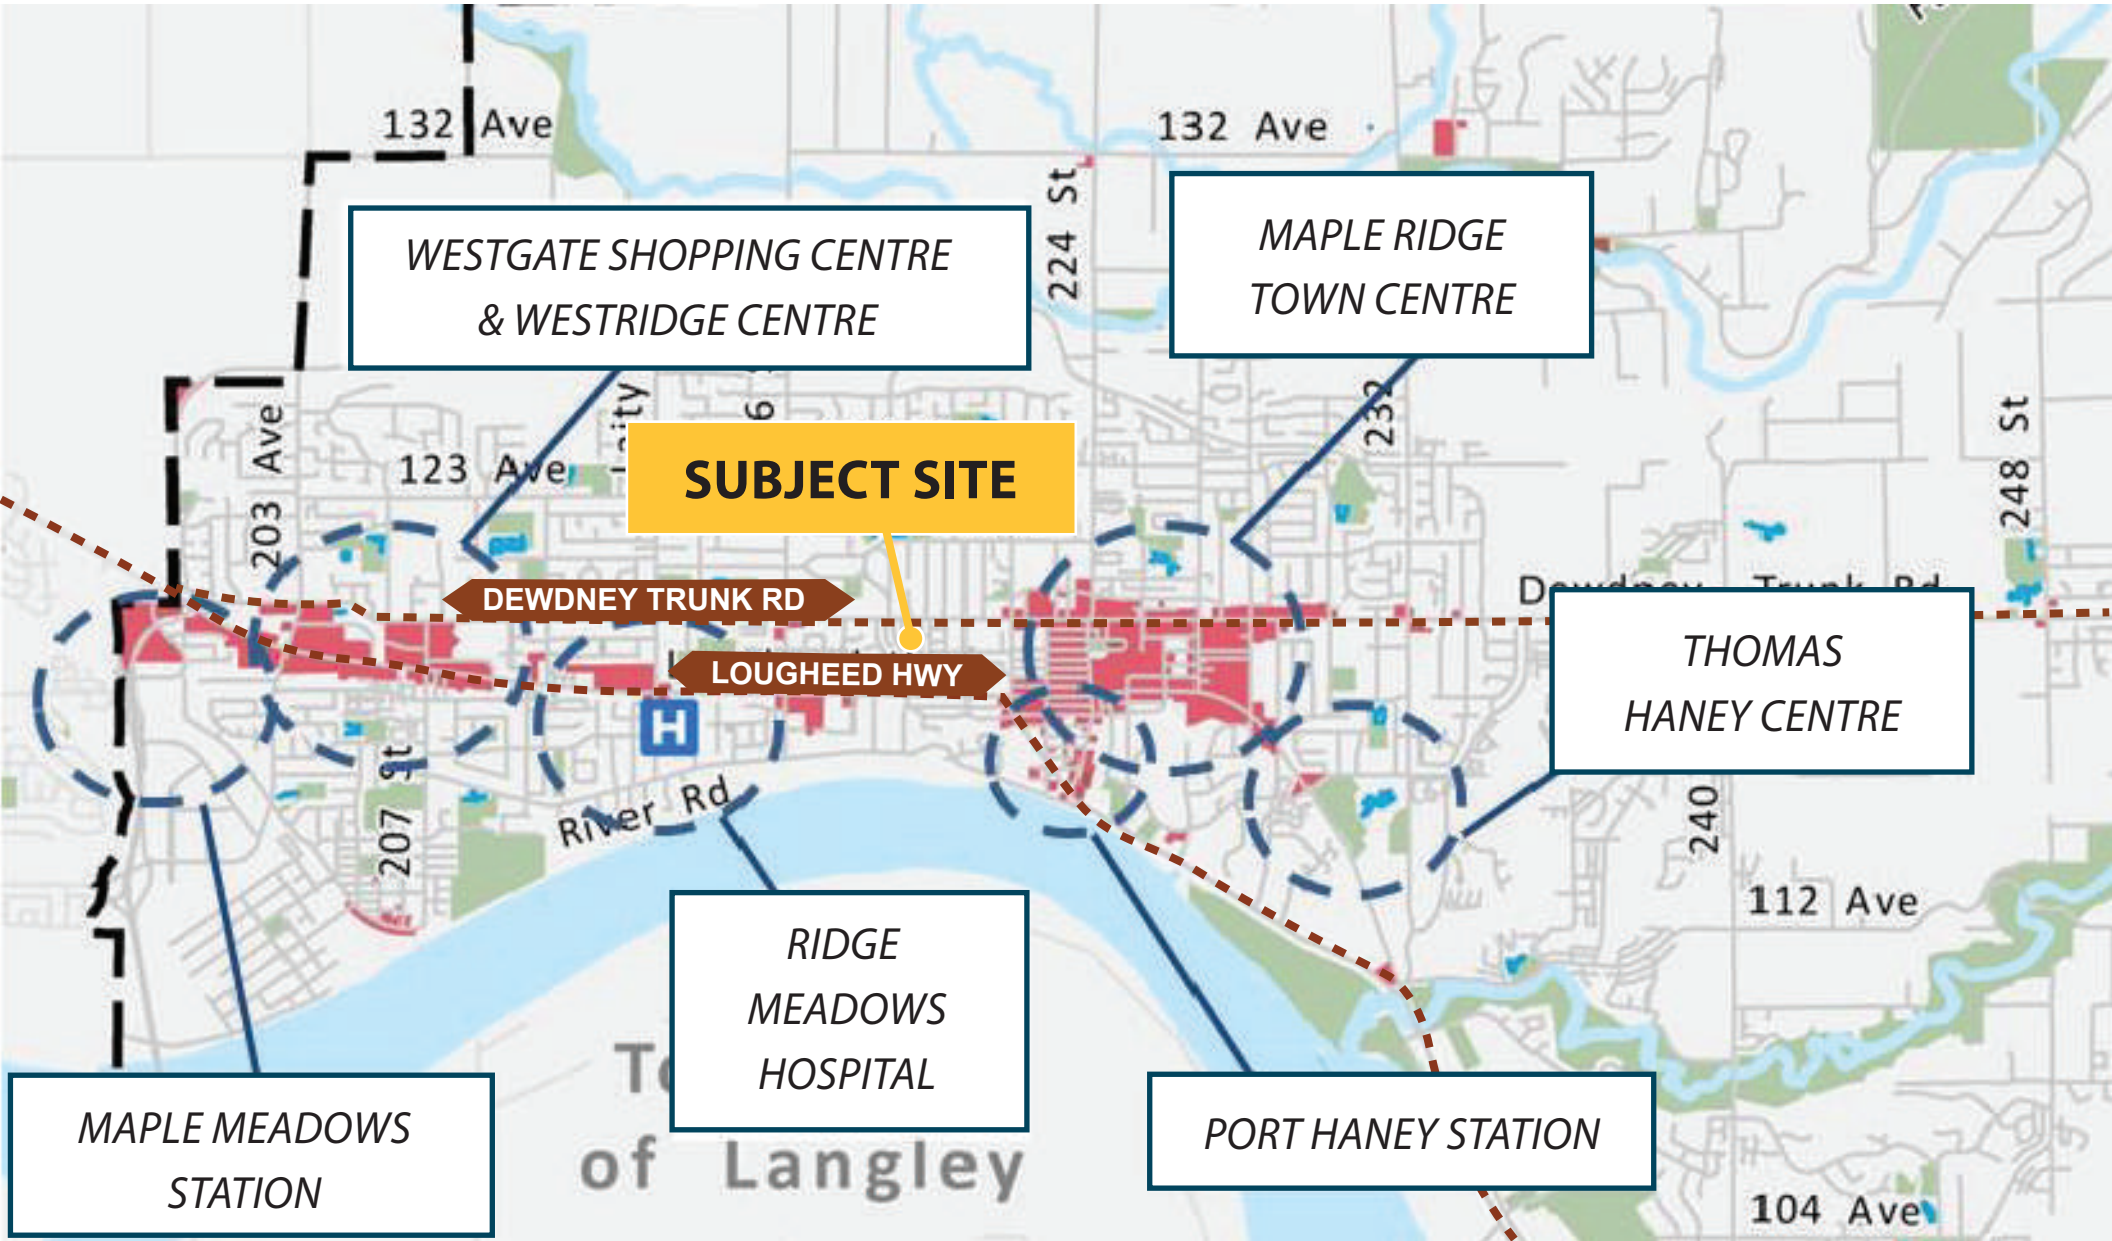 132 Ave
132 Ave
224 St
WESTGATE SHOPPING CENTRE
& WESTRIDGE CENTRE
MAPLE RIDGE
TOWN CENTRE
232
203 Ave
123 Ave
SUBJECT SITE
248 St
DEWDNEY TRUNK RD
Dewdney Trunk Rd
LOUGHEED HWY
THOMAS
HANEY CENTRE
H
207 St
River Rd
240
112 Ave
RIDGE
MEADOWS
HOSPITAL
MAPLE MEADOWS
STATION
PORT HANEY STATION
of Langley
104 Ave